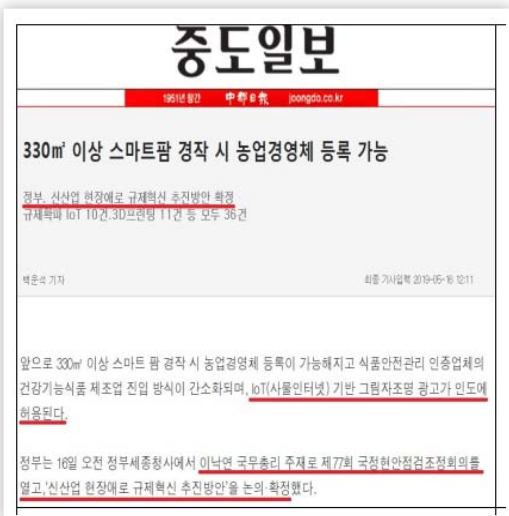 중도일보
1951년 창간 中都日報 joongdo.co.kr
330㎡ 이상 스마트팜 경작 시 농업경영체 등록 가능
정부, 신산업 현장애로 규제혁신 추진방안 확정
규제혁파 IoT 10건.3D프린팅 11건 등 모두 36건
백운석 기자
최종 기사입력 2019-05-16 12:11
앞으로 330㎡ 이상 스마트 팜 경작 시 농업경영체 등록이 가능해지고 식품안전관리 인증업체의
건강기능식품 제조업 진입 방식이 간소화되며, IoT(사물인터넷) 기반 그림자조명 광고가 인도에
허용된다.
정부는 16일 오전 정부세종청사에서 이낙연 국무총리 주재로 제77회 국정현안점검조정회의를
열고,'신산업 현장애로 규제혁신 추진방안'을 논의·확정했다.